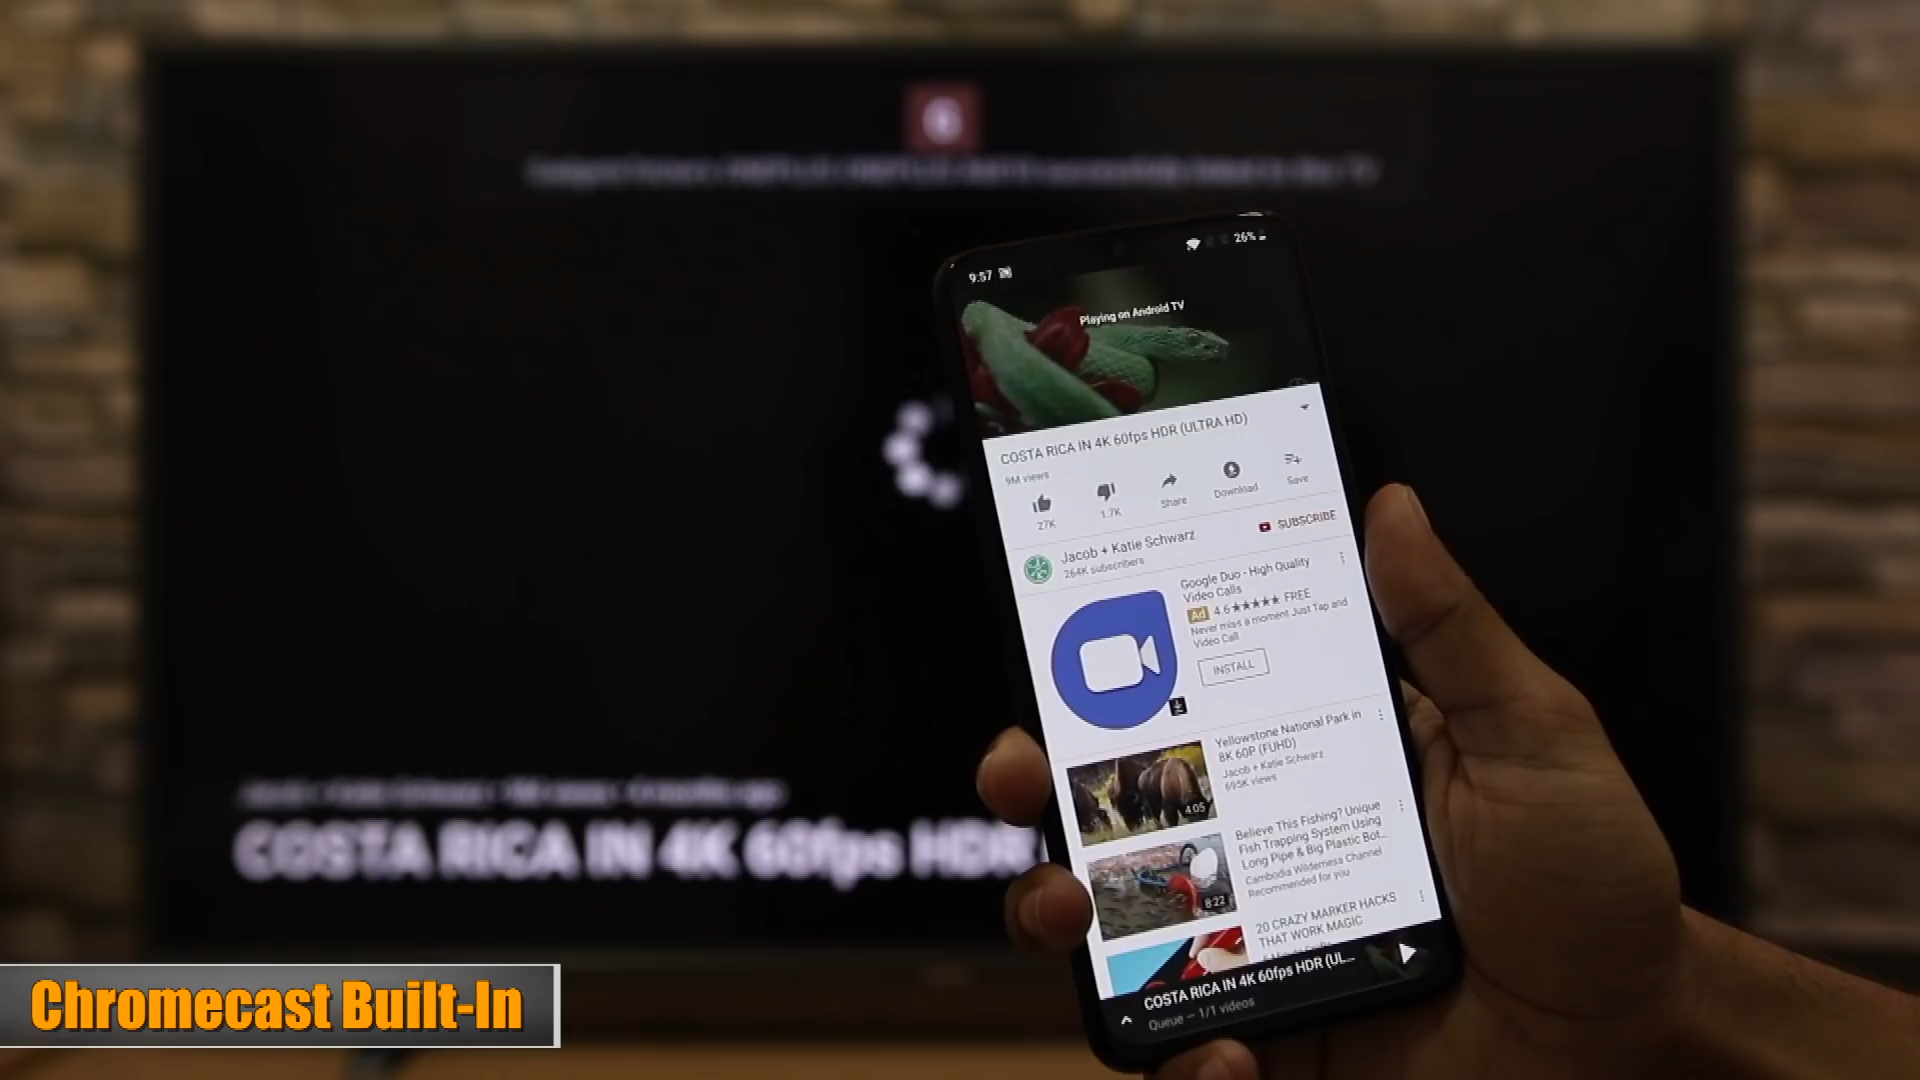 9:57
26%
Playing on Android TV
COSTA RICA IN 4K 60fps HDR (ULTRA HD)
9M views
27K
1.7K
Share
Download
Save
Jacob + Katie Schwarz
264K subscribers
SUBSCRIBE
Google Duo - High Quality
Video Calls
Ad 4.6★★★★★ FREE
Never miss a moment Just Tap and
Video Call
INSTALL
Yellowstone National Park in
8K 60P (FUHD)
Jacob + Katie Schwarz
695K views
4:05
Believe This Fishing? Unique
Fish Trapping System Using
Long Pipe & Big Plastic Bot...
Cambodia Wilderness Channel
Recommended for you
8:22
20 CRAZY MARKER HACKS
THAT WORK MAGIC
COSTA RICA IN 4K 60fps HDR (UL...
Queue – 1/1 videos
COSTA RICA IN 4K 60fps HDR
Chromecast Built-In